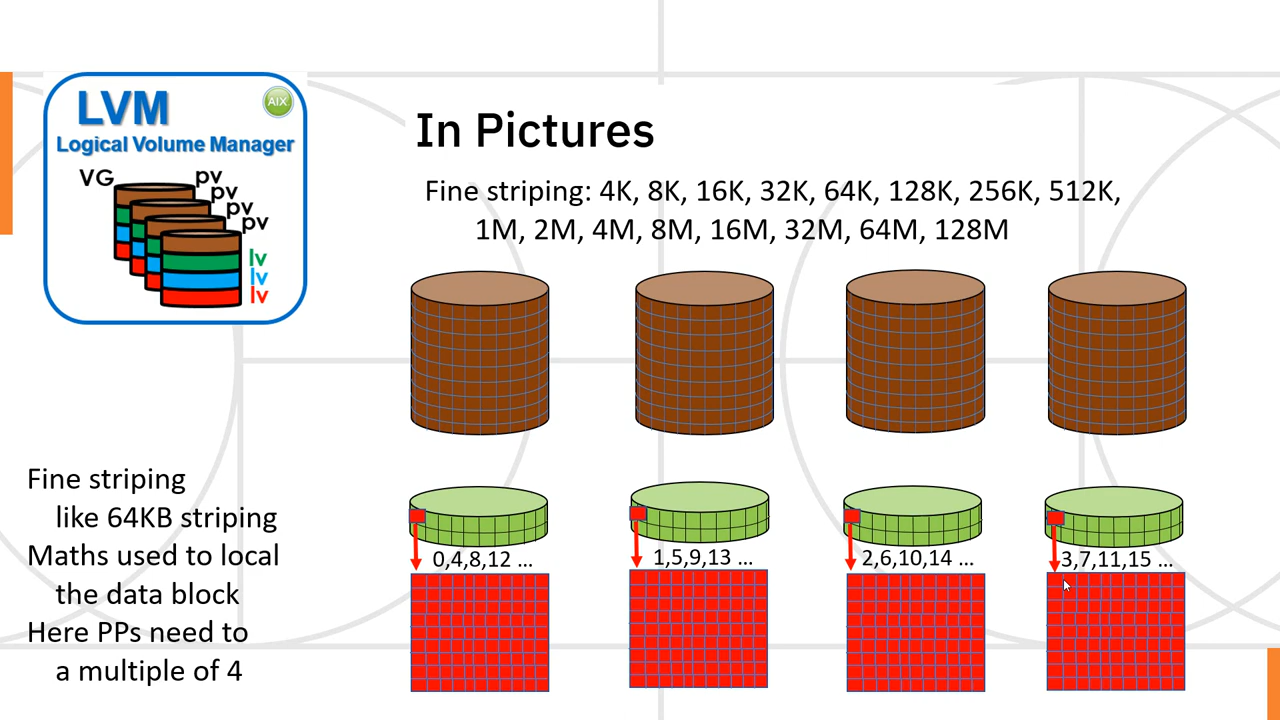 LVM
AIX
Logical Volume Manager
VG
pv
pv
pv
pv
lv
lv
lv
In Pictures
Fine striping: 4K, 8K, 16K, 32K, 64K, 128K, 256K, 512K,
1M, 2M, 4M, 8M, 16M, 32M, 64M, 128M
Fine striping
like 64KB striping
Maths used to local
the data block
Here PPs need to
a multiple of 4
0,4,8,12 ...
1,5,9,13 ...
2,6,10,14 ...
3,7,11,15 ...